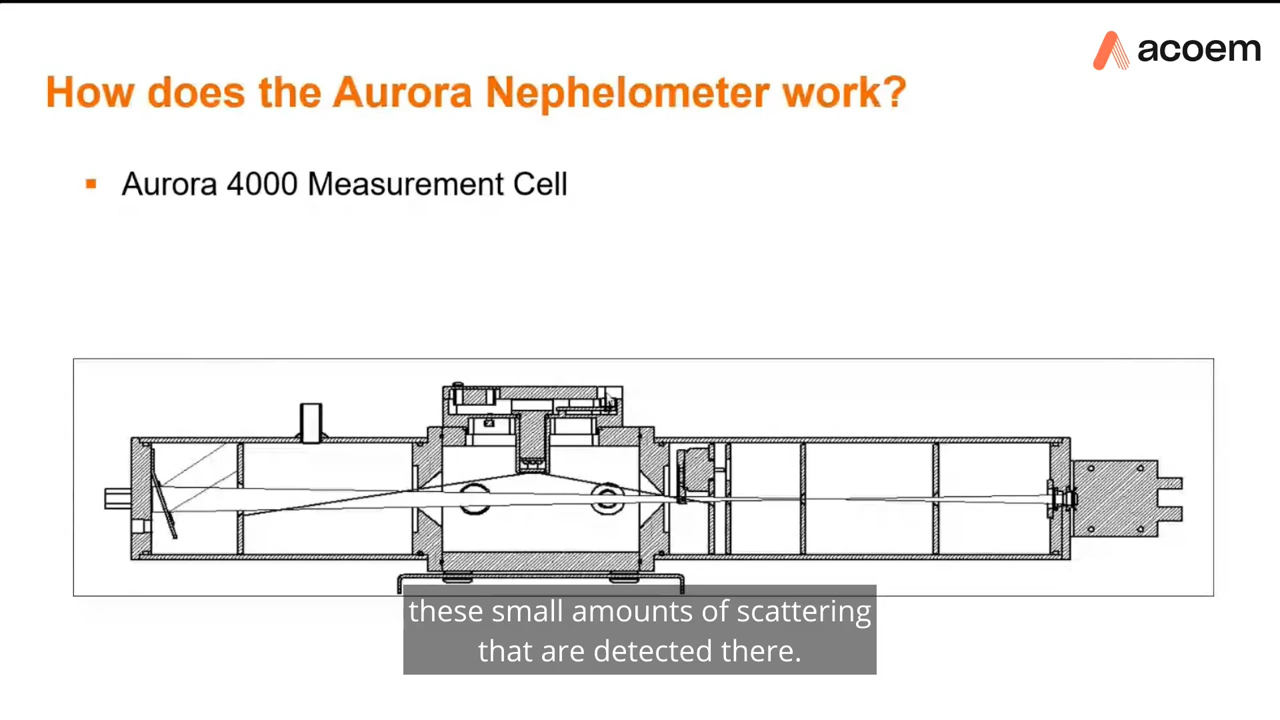 acoem
How does the Aurora Nephelometer work?
▪ Aurora 4000 Measurement Cell
these small amounts of scattering
that are detected there.